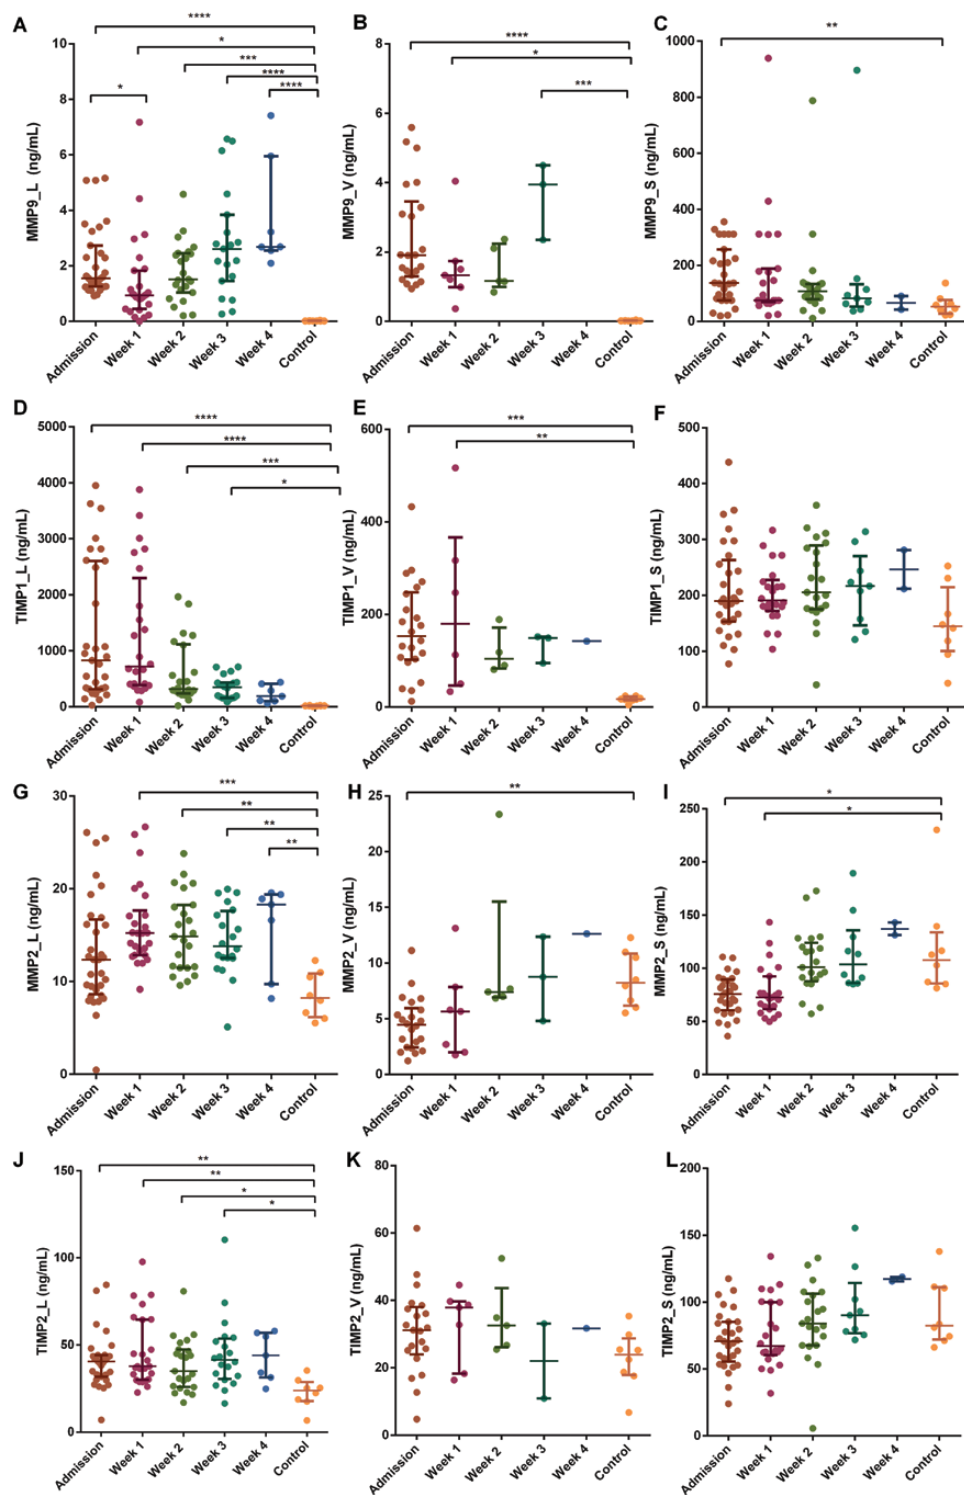 A
****
*
***
****
****
*
MMP9_L (ng/mL)
10
8
6
4
2
0
Admission
Week 1
Week 2
Week 3
Week 4
Control
B
****
*
***
MMP9_V (ng/mL)
8
6
4
2
0
Admission
Week 1
Week 2
Week 3
Week 4
Control
C
**
MMP9_S (ng/mL)
1000
800
600
400
200
0
Admission
Week 1
Week 2
Week 3
Week 4
Control
D
****
****
***
*
TIMP1_L (ng/mL)
5000
4000
3000
2000
1000
0
Admission
Week 1
Week 2
Week 3
Week 4
Control
E
***
**
TIMP1_V (ng/mL)
600
400
200
0
Admission
Week 1
Week 2
Week 3
Week 4
Control
F
TIMP1_S (ng/mL)
500
400
300
200
100
0
Admission
Week 1
Week 2
Week 3
Week 4
Control
G
***
**
**
**
MMP2_L (ng/mL)
30
20
10
0
Admission
Week 1
Week 2
Week 3
Week 4
Control
H
**
MMP2_V (ng/mL)
25
20
15
10
5
0
Admission
Week 1
Week 2
Week 3
Week 4
Control
I
*
*
MMP2_S (ng/mL)
250
200
150
100
50
0
Admission
Week 1
Week 2
Week 3
Week 4
Control
J
**
**
*
*
TIMP2_L (ng/mL)
150
100
50
0
Admission
Week 1
Week 2
Week 3
Week 4
Control
K
TIMP2_V (ng/mL)
80
60
40
20
0
Admission
Week 1
Week 2
Week 3
Week 4
Control
L
TIMP2_S (ng/mL)
200
150
100
50
0
Admission
Week 1
Week 2
Week 3
Week 4
Control